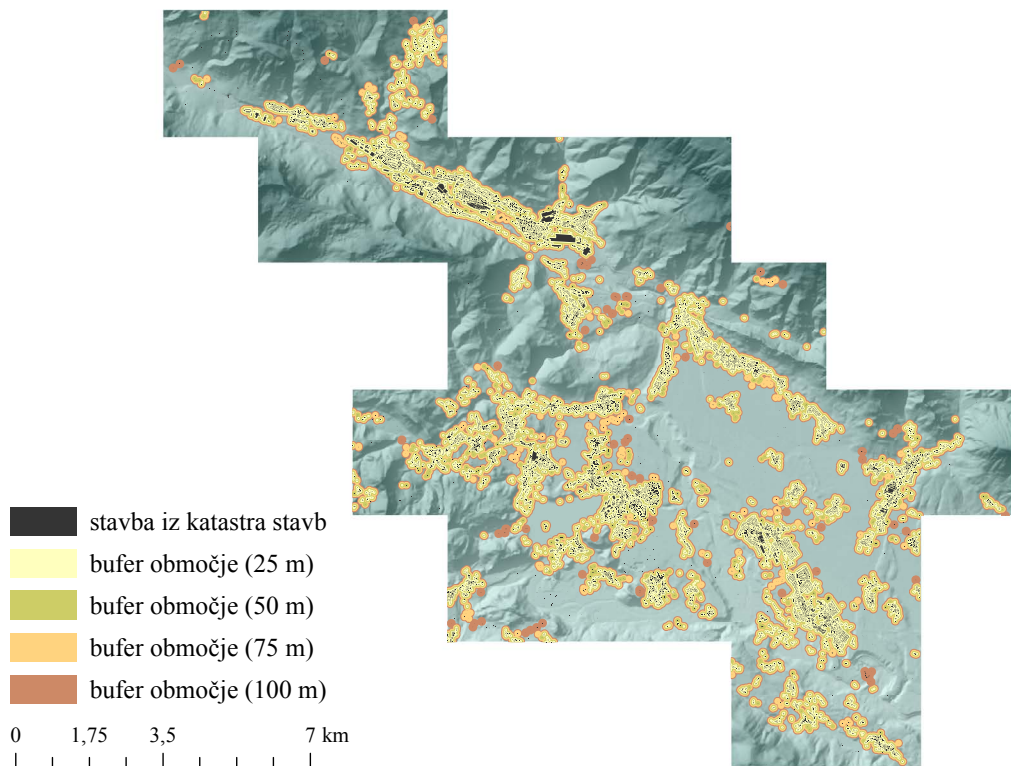 stavba iz katastra stavb
bufer območje (25 m)
bufer območje (50 m)
bufer območje (75 m)
bufer območje (100 m)
0 1,75 3,5 7 km